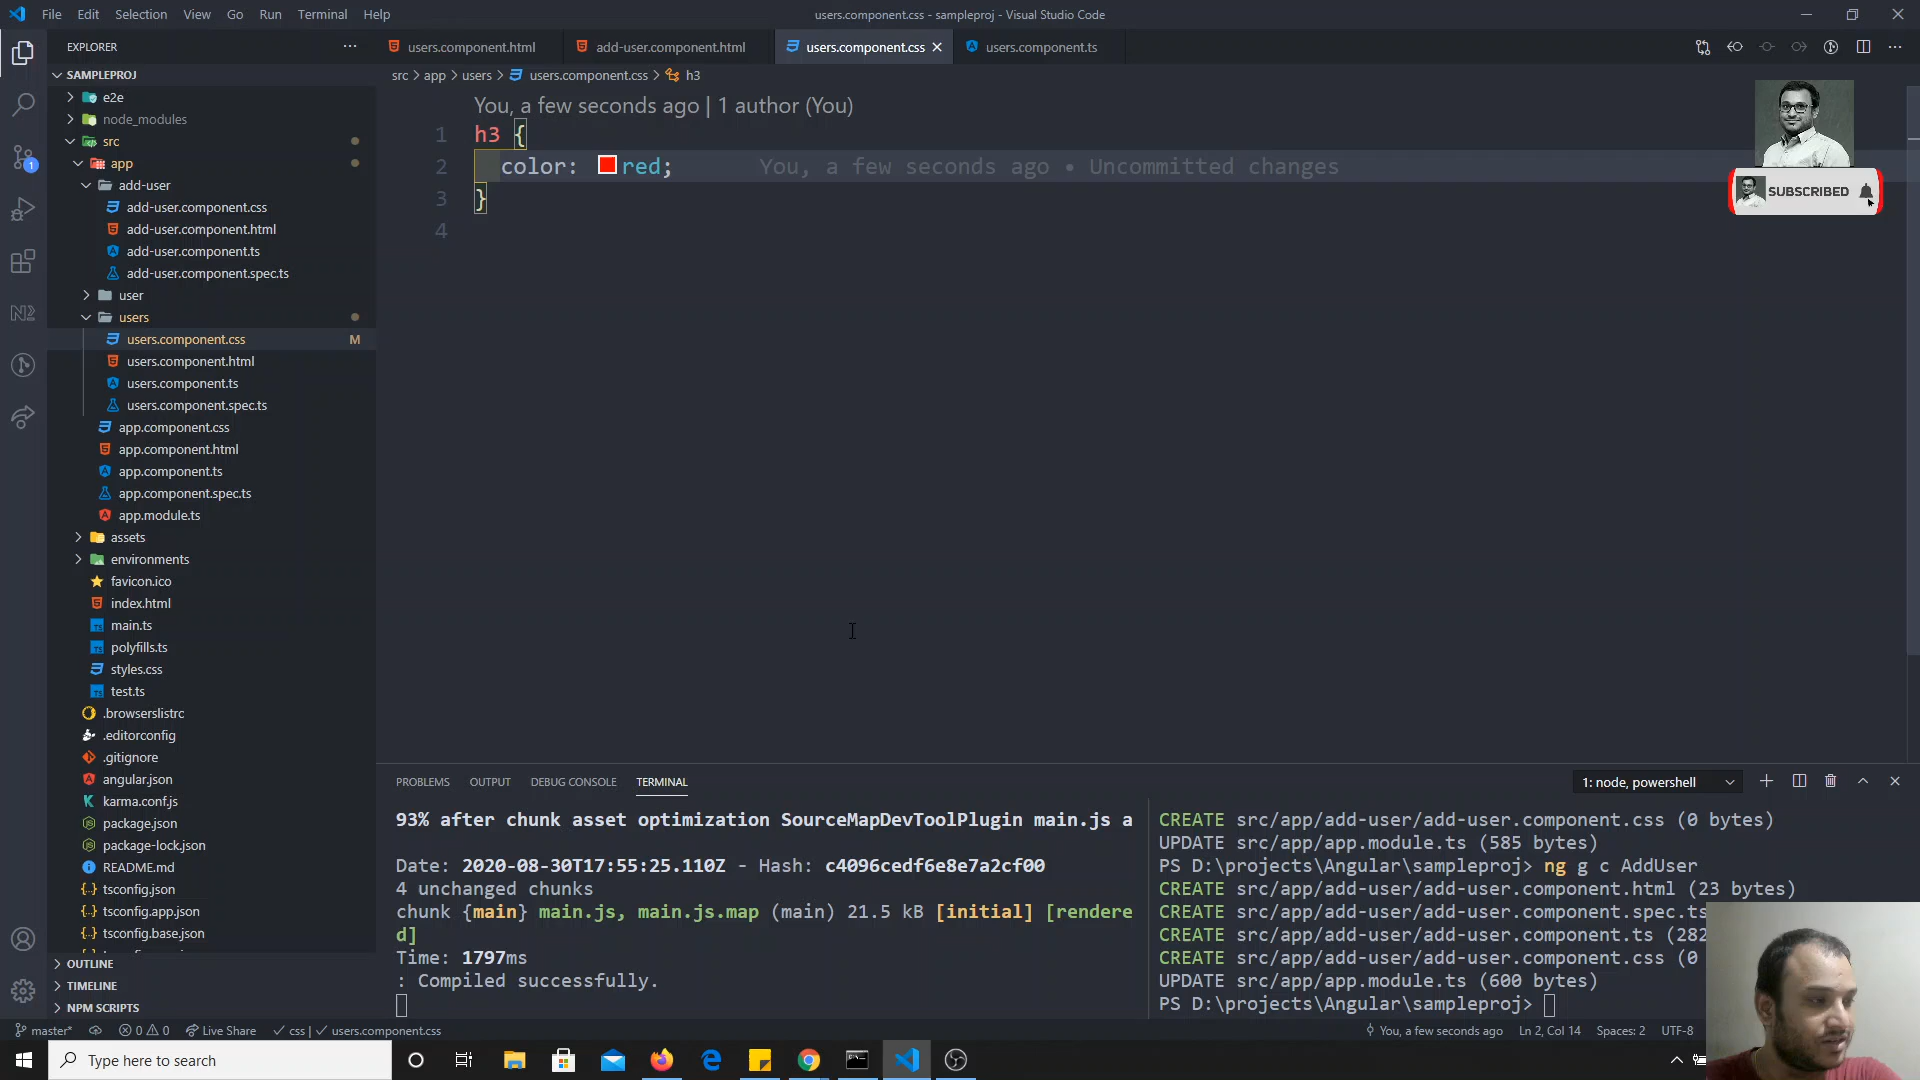 File Edit Selection View Go Run Terminal Help
users.component.css - sampleproj - Visual Studio Code
EXPLORER
users.component.html
add-user.component.html
users.component.css
users.component.ts
SAMPLEPROJ
src > app > users > users.component.css > h3
e2e
node_modules
src
app
add-user
add-user.component.css
add-user.component.html
add-user.component.ts
add-user.component.spec.ts
user
users
users.component.css M
users.component.html
users.component.ts
users.component.spec.ts
app.component.css
app.component.html
app.component.ts
app.component.spec.ts
app.module.ts
assets
environments
favicon.ico
index.html
main.ts
polyfills.ts
styles.css
test.ts
.browserslistrc
.editorconfig
.gitignore
angular.json
karma.conf.js
package.json
package-lock.json
README.md
tsconfig.json
tsconfig.app.json
tsconfig.base.json
OUTLINE
TIMELINE
NPM SCRIPTS
1
You, a few seconds ago | 1 author (You)
1 h3 {
2 color: red; You, a few seconds ago • Uncommitted changes
3 }
4
SUBSCRIBED
PROBLEMS OUTPUT DEBUG CONSOLE TERMINAL
1: node, powershell
93% after chunk asset optimization SourceMapDevToolPlugin main.js a
Date: 2020-08-30T17:55:25.110Z - Hash: c4096cedf6e8e7a2cf00
4 unchanged chunks
chunk {main} main.js, main.js.map (main) 21.5 kB [initial] [rendere
d]
Time: 1797ms
: Compiled successfully.
CREATE src/app/add-user/add-user.component.css (0 bytes)
UPDATE src/app/app.module.ts (585 bytes)
PS D:\projects\Angular\sampleproj> ng g c AddUser
CREATE src/app/add-user/add-user.component.html (23 bytes)
CREATE src/app/add-user/add-user.component.spec.ts
CREATE src/app/add-user/add-user.component.ts (282
CREATE src/app/add-user/add-user.component.css (0
UPDATE src/app/app.module.ts (600 bytes)
PS D:\projects\Angular\sampleproj>
master* 0 0 Live Share css | users.component.css
You, a few seconds ago Ln 2, Col 14 Spaces: 2 UTF-8
Type here to search